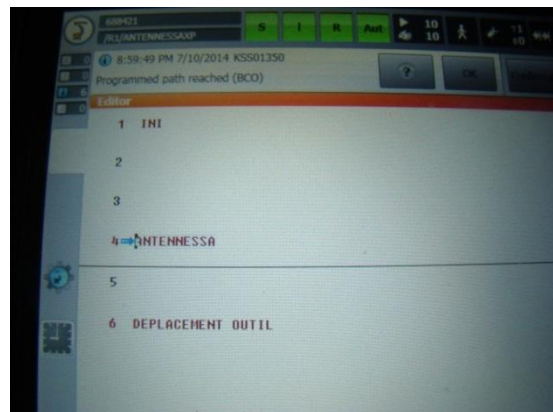 680421
/R1/ANTENNESSAXP
S I R Aut 10 10
8:59:49 PM 7/10/2014 KSS01350
Programmed path reached (BCO)
? OK
Editor
1 INI
2
3
4 ANTENNESSA
5
6 DEPLACEMENT OUTIL